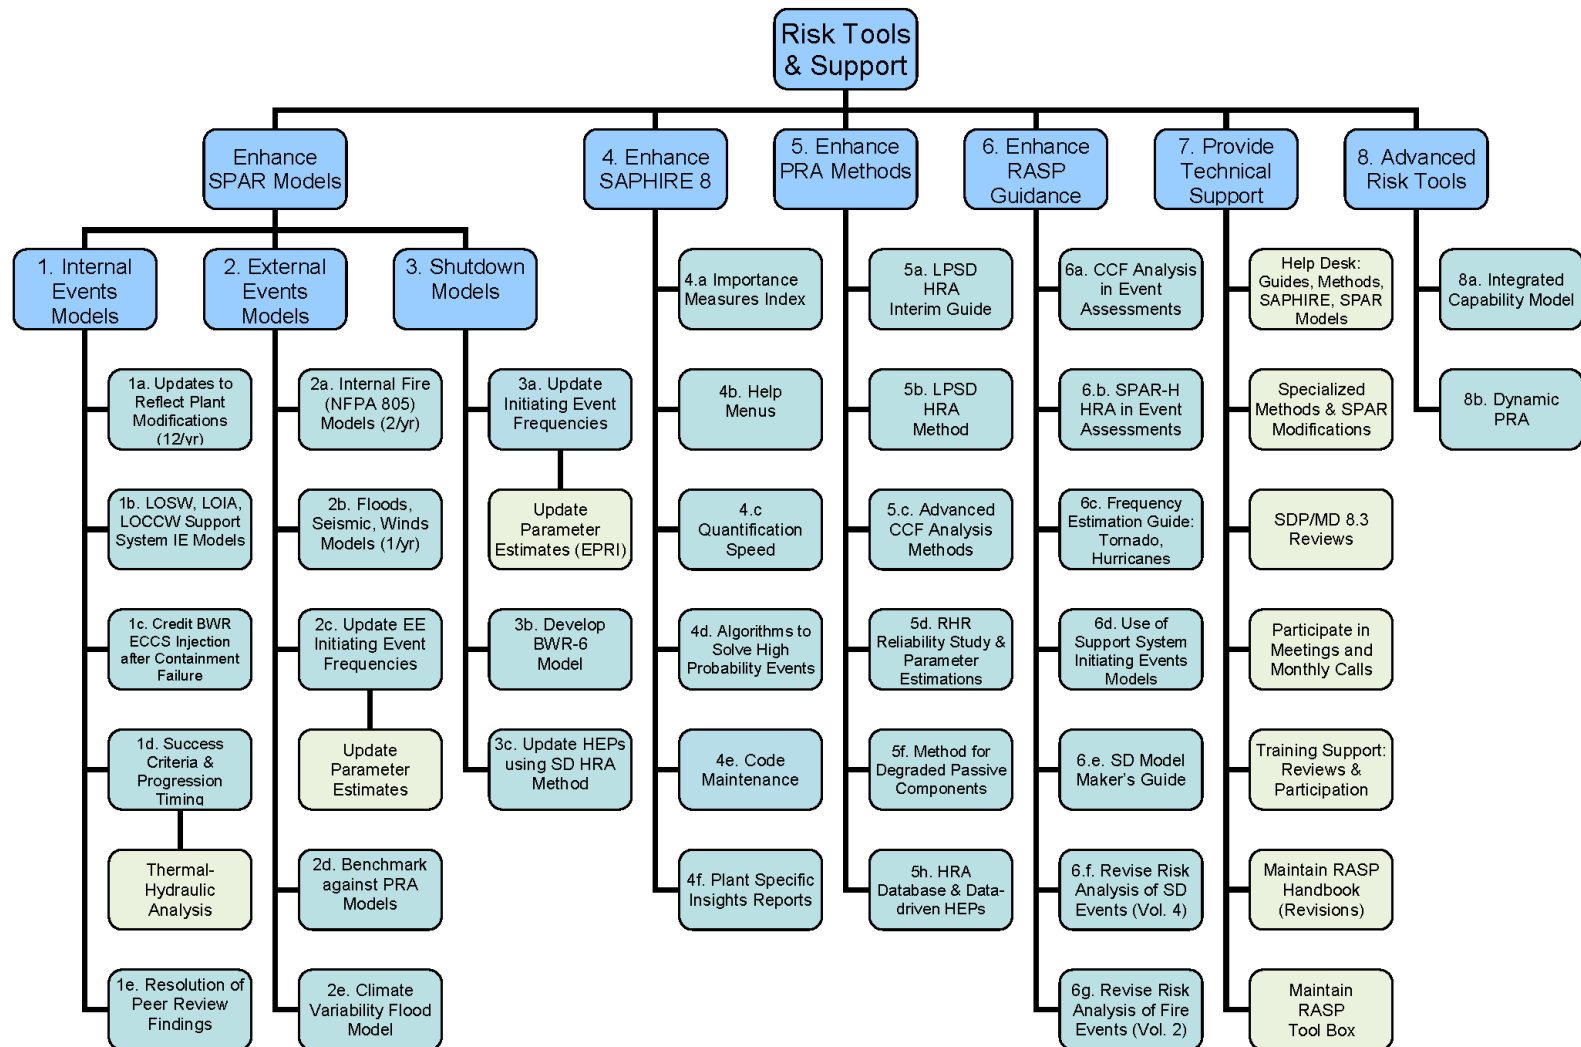 Risk Tools
& Support
Enhance
SPAR Models
4. Enhance
SAPHIRE 8
5. Enhance
PRA Methods
6. Enhance
RASP
Guidance
7. Provide
Technical
Support
8. Advanced
Risk Tools
1. Internal
Events
Models
2. External
Events
Models
3. Shutdown
Models
1a. Updates to
Reflect Plant
Modifications
(12/yr)
1b. LOSW, LOIA,
LOCCW Support
System IE Models
1c. Credit BWR
ECCS Injection
after Containment
Failure
1d. Success
Criteria &
Progression
Timing
Thermal-
Hydraulic
Analysis
1e. Resolution of
Peer Review
Findings
2a. Internal Fire
(NFPA 805)
Models (2/yr)
2b. Floods,
Seismic, Winds
Models (1/yr)
2c. Update EE
Initiating Event
Frequencies
Update
Parameter
Estimates
2d. Benchmark
against PRA
Models
2e. Climate
Variability Flood
Model
3a. Update
Initiating Event
Frequencies
Update
Parameter
Estimates (EPRI)
3b. Develop
BWR-6
Model
3c. Update HEPs
using SD HRA
Method
4.a Importance
Measures Index
4b. Help
Menus
4.c
Quantification
Speed
4d. Algorithms to
Solve High
Probability Events
4e. Code
Maintenance
4f. Plant Specific
Insights Reports
5a. LPSD
HRA
Interim Guide
5b. LPSD
HRA
Method
5.c. Advanced
CCF Analysis
Methods
5d. RHR
Reliability Study &
Parameter
Estimations
5f. Method for
Degraded Passive
Components
5h. HRA
Database & Data-
driven HEPs
6a. CCF Analysis
in Event
Assessments
6.b. SPAR-H
HRA in Event
Assessments
6c. Frequency
Estimation Guide:
Tornado,
Hurricanes
6d. Use of
Support System
Initiating Events
Models
6.e. SD Model
Maker's Guide
6.f. Revise Risk
Analysis of SD
Events (Vol. 4)
6g. Revise Risk
Analysis of Fire
Events (Vol. 2)
Help Desk:
Guides, Methods,
SAPHIRE, SPAR
Models
Specialized
Methods & SPAR
Modifications
SDP/MD 8.3
Reviews
Participate in
Meetings and
Monthly Calls
Training Support:
Reviews &
Participation
Maintain RASP
Handbook
(Revisions)
Maintain
RASP
Tool Box
8a. Integrated
Capability Model
8b. Dynamic
PRA